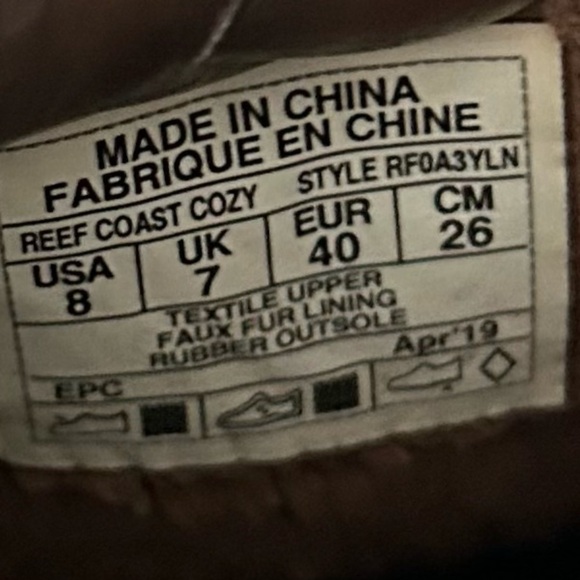 MADE IN CHINA
FABRIQUE EN CHINE
REEF COAST COZY STYLE RF0A3YLN
USA UK EUR CM
8 7 40 26
TEXTILE UPPER
FAUX FUR LINING
RUBBER OUTSOLE
EPC Apr'19